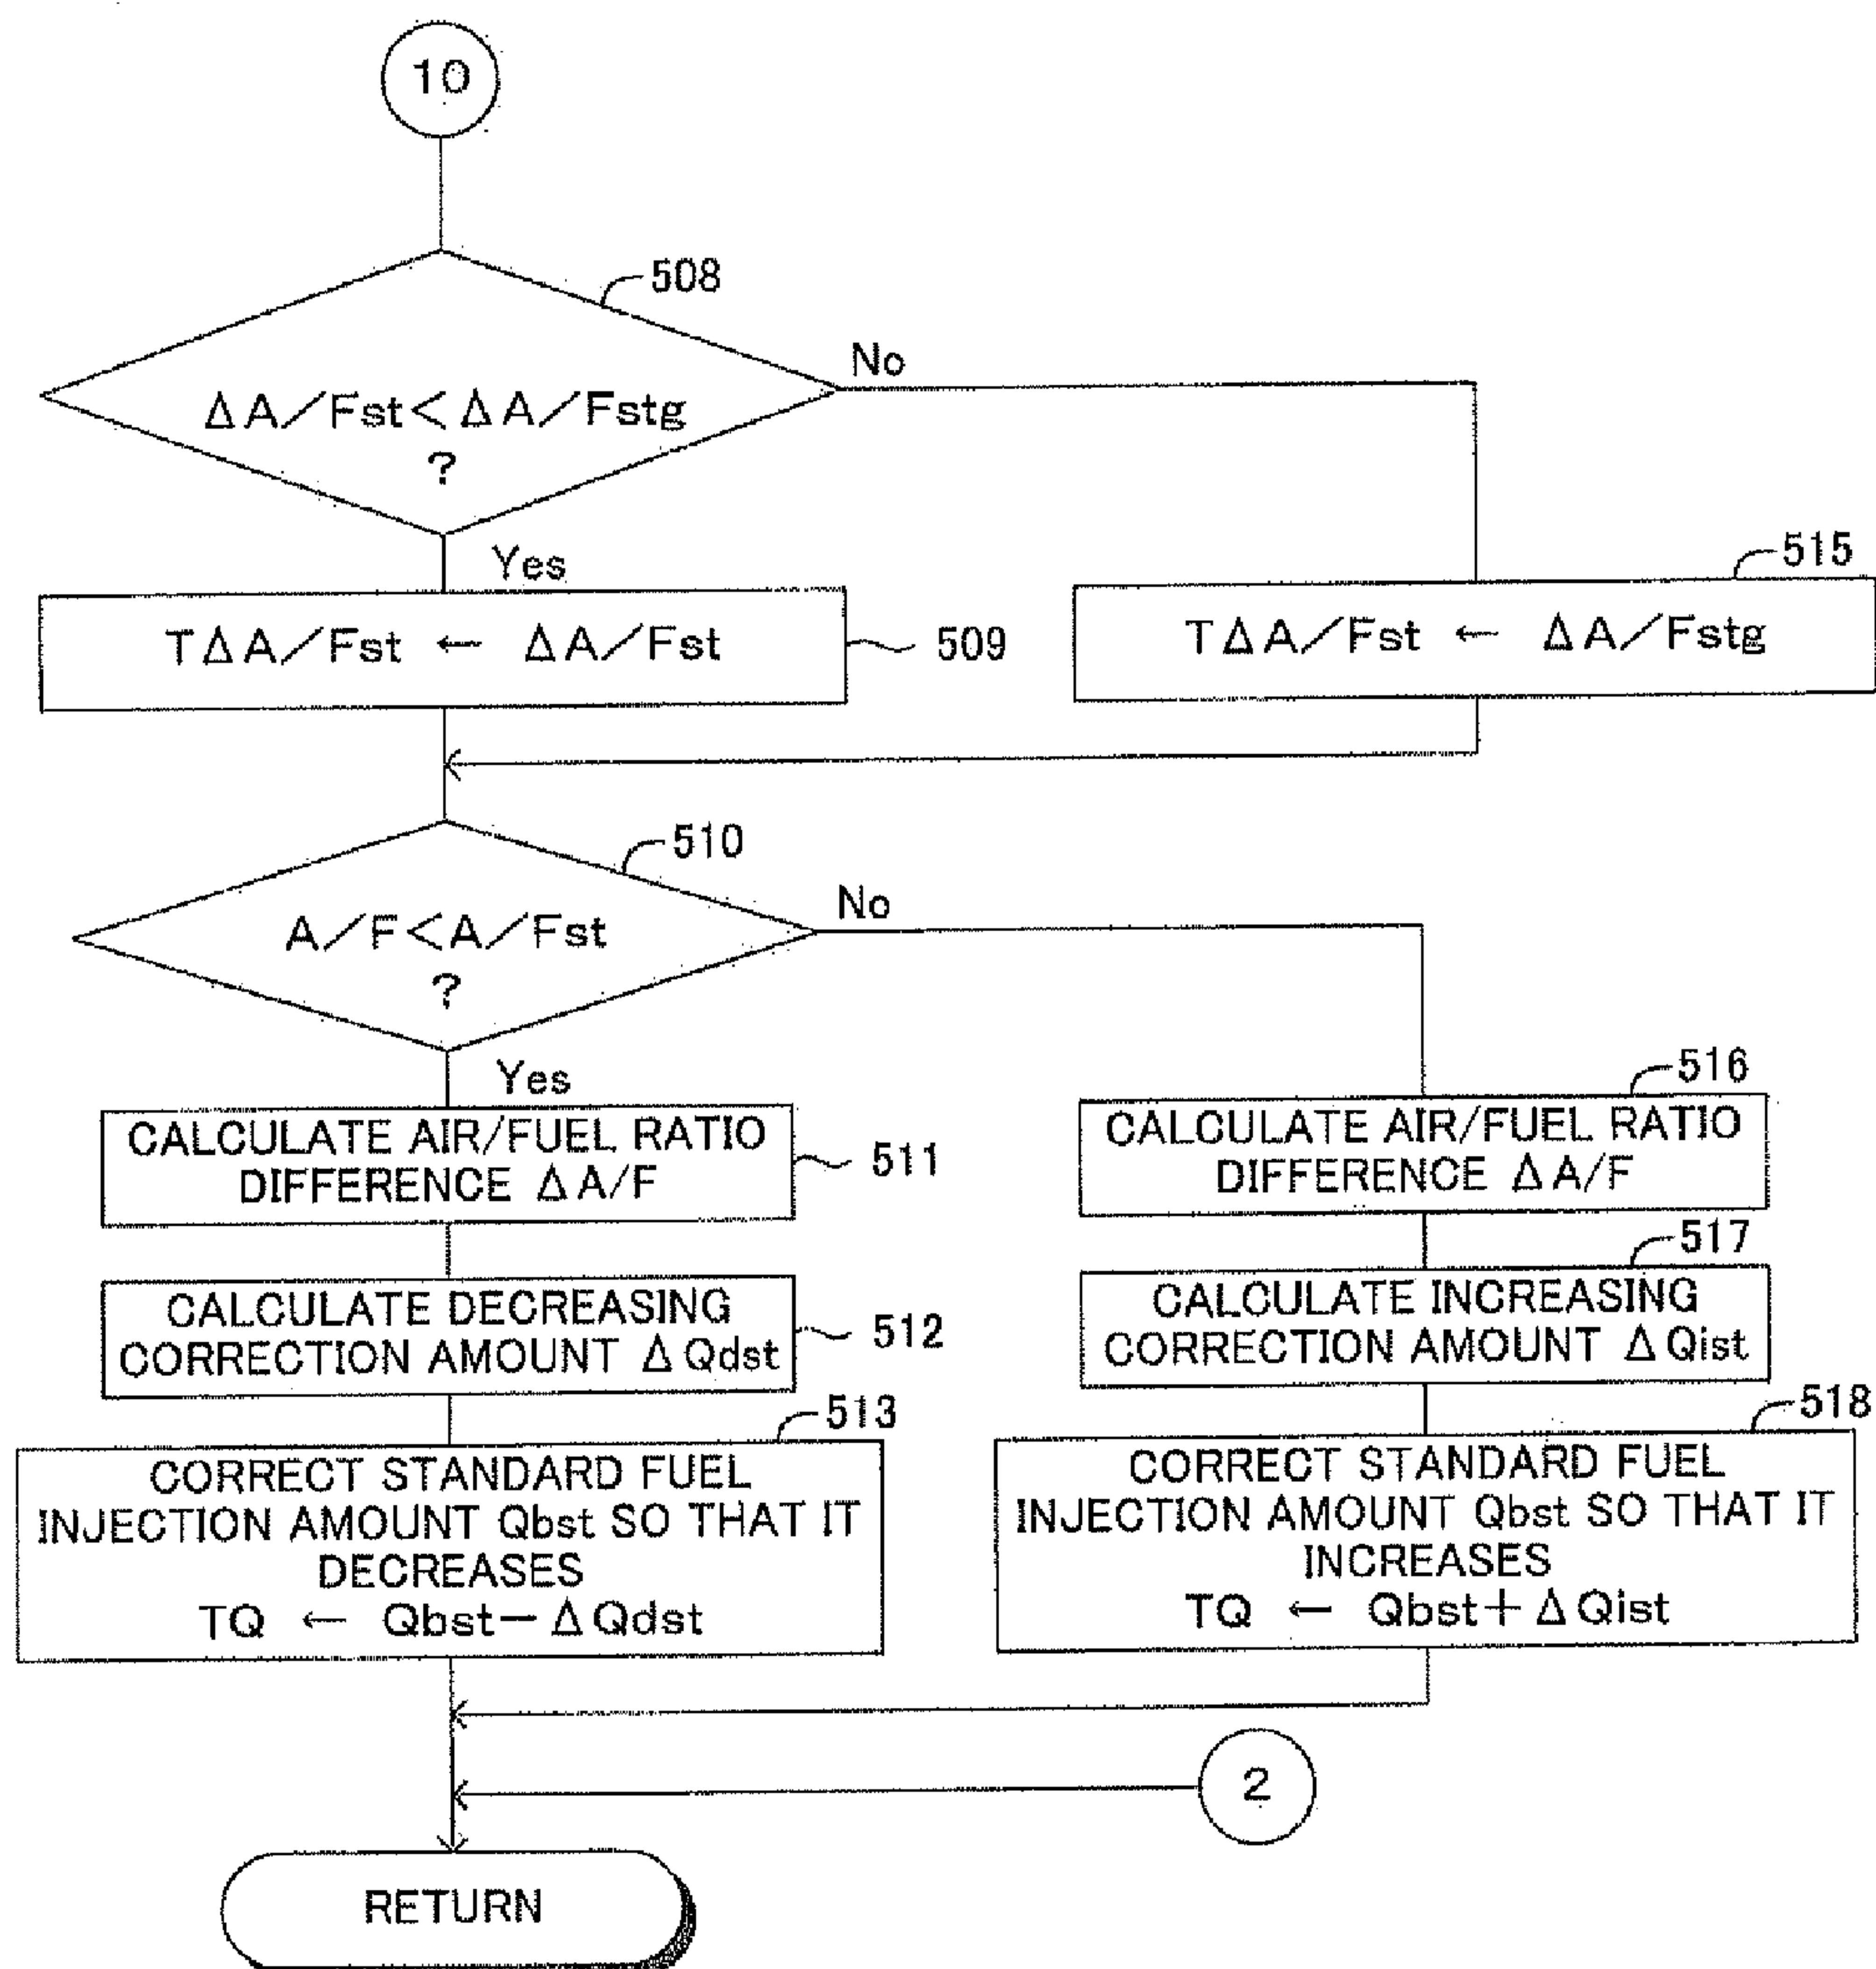 10
508
No
ΔA/Fst<ΔA/Fstg
?
Yes
515
TΔA/Fst ← ΔA/Fst
509
TΔA/Fst ← ΔA/Fstg
510
No
A/F<A/Fst
?
Yes
516
CALCULATE AIR/FUEL RATIO
DIFFERENCE ΔA/F
511
CALCULATE AIR/FUEL RATIO
DIFFERENCE ΔA/F
517
CALCULATE DECREASING
CORRECTION AMOUNT ΔQdst
512
CALCULATE INCREASING
CORRECTION AMOUNT ΔQist
513
518
CORRECT STANDARD FUEL
INJECTION AMOUNT Qbst SO THAT IT
DECREASES
TQ ← Qbst－ΔQdst
CORRECT STANDARD FUEL
INJECTION AMOUNT Qbst SO THAT IT
INCREASES
TQ ← Qbst＋ΔQist
2
RETURN